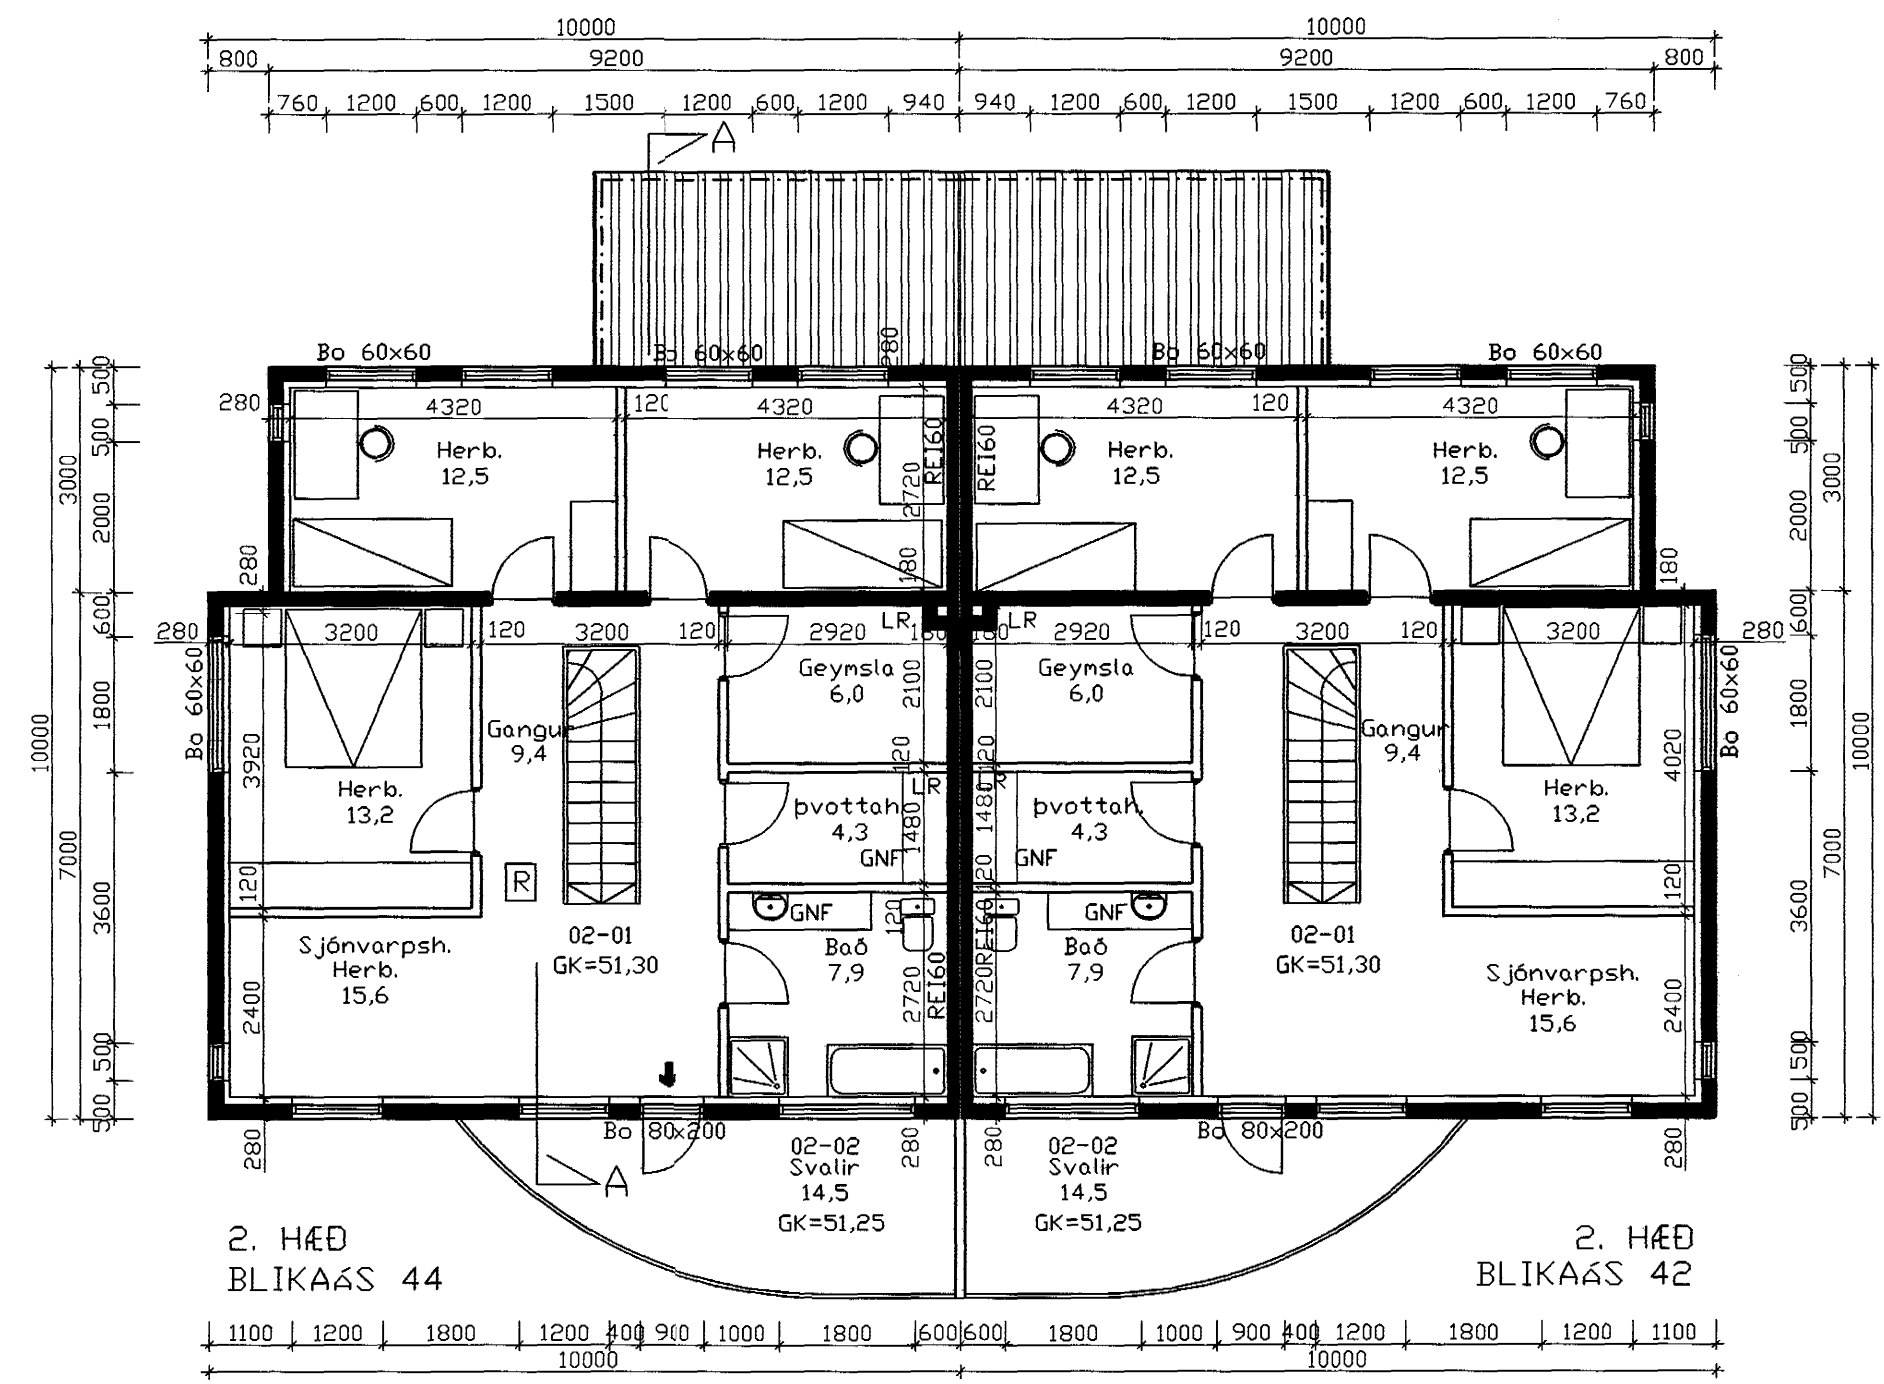 10000 10000
800 9200 9200 800
760 1200 600 1200 1500 1200 600 1200 940 940 1200 600 1200 1500 1200 600 1200 760
A
Bo 60x60 Bo 60x60 280 Bo 60x60 Bo 60x60
500 500
280 4320 120 4320 4320 120 4320
500 500
Herb. Herb. REI60 REI60 Herb. Herb.
12,5 12,5 12,5 12,5
3000 2720 3000
2000 2000
280 180 180
600 600
280 3200 120 3200 120 2920 LR 180 180 LR 2920 120 3200 120 3200 280
Bo 60x60 Geymsla 2100 2100 Geymsla Bo 60x60
6,0 6,0
1800 1800
Gangur Gangur
9,4 9,4
10000 3920 120 120 4020 10000
Herb. LR R Herb.
13,2 13,2
þvottah. 1480 1480 þvottah.
4,3 4,3
7000 GNF GNF 7000
120 R 120 120
3600 GNF 120 REI60 GNF 3600
02-01 02-01
GK=51,30 GK=51,30
Sjónvarpsh. Bað Bað Sjónvarpsh.
Herb. 7,9 7,9 Herb.
15,6 15,6
2400 2720 REI60 2720 2400
500 500
500 500
Bo 80x200 Bo 80x200
280 280 280 280
02-02 02-02
Svalir Svalir
14,5 14,5
A
GK=51,25 GK=51,25
2. HÆÐ 2. HÆÐ
BLIKAáS 44 BLIKAáS 42
1100 1200 1800 1200 400 900 1000 1800 600 600 1800 1000 900 400 1200 1800 1200 1100
10000 10000